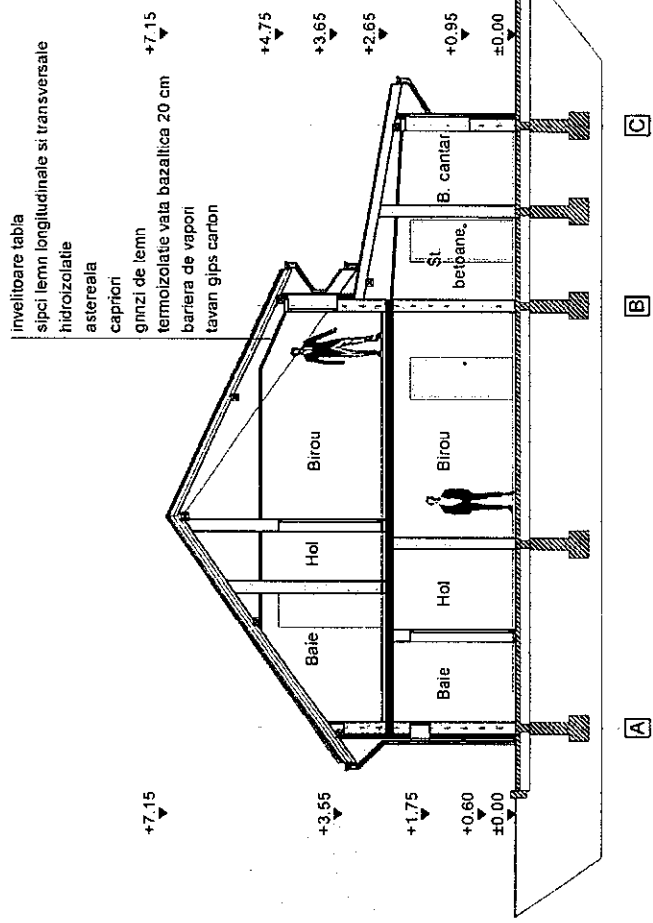 invelitoare tabla
sipci lemn longitudinale si transversale
hidroizolatie
astereala
capriori
grinzi de lemn
termoizolatie vata bazaltica 20 cm
bariera de vapori
tavan gips carton
+7.15
+3.55
+1.75
+0.60
±0.00
+7.15
+4.75
+3.65
+2.65
+0.95
±0.00
Baie
Hol
Birou
Baie
Hol
Birou
St.
betoane
B. cantar
A
B
C